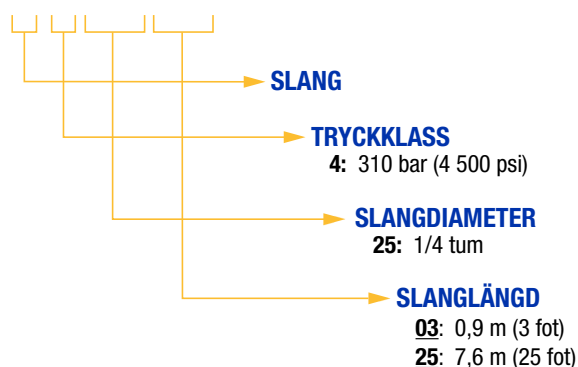 SLANG
TRYCKKLASS
4: 310 bar (4 500 psi)
SLANGDIAMETER
25: 1/4 tum
SLANGLÄNGD
03: 0,9 m (3 fot)
25: 7,6 m (25 fot)